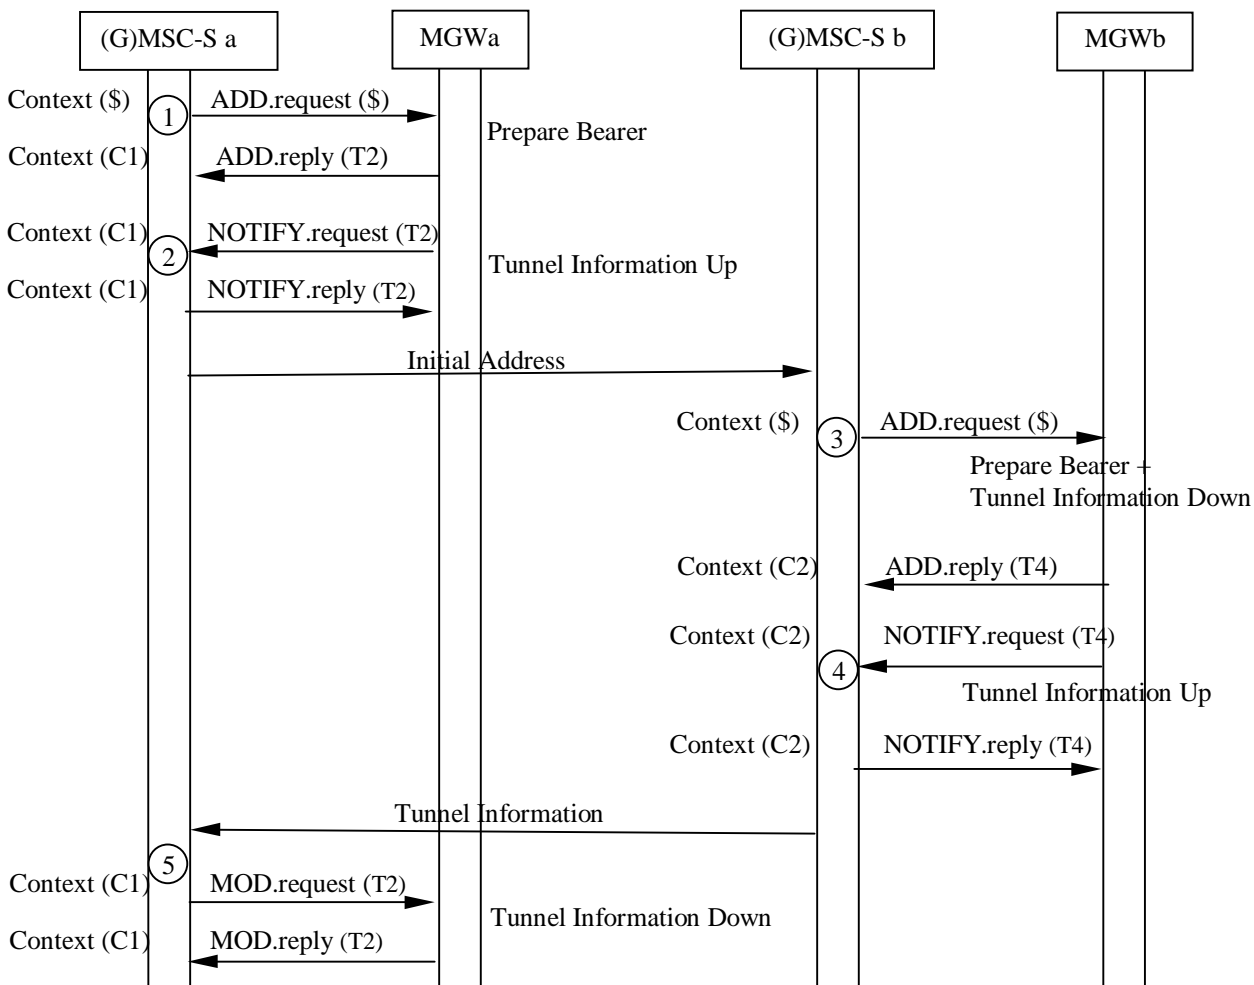 (G)MSC-S a
MGWa
(G)MSC-S b
MGWb
Context ($)
1
ADD.request ($)
Prepare Bearer
Context (C1)
ADD.reply (T2)
Context (C1)
2
NOTIFY.request (T2)
Tunnel Information Up
Context (C1)
NOTIFY.reply (T2)
Initial Address
Context ($)
3
ADD.request ($)
Prepare Bearer +
Tunnel Information Down
Context (C2)
ADD.reply (T4)
Context (C2)
4
NOTIFY.request (T4)
Tunnel Information Up
Context (C2)
NOTIFY.reply (T4)
Tunnel Information
5
Context (C1)
MOD.request (T2)
Tunnel Information Down
Context (C1)
MOD.reply (T2)